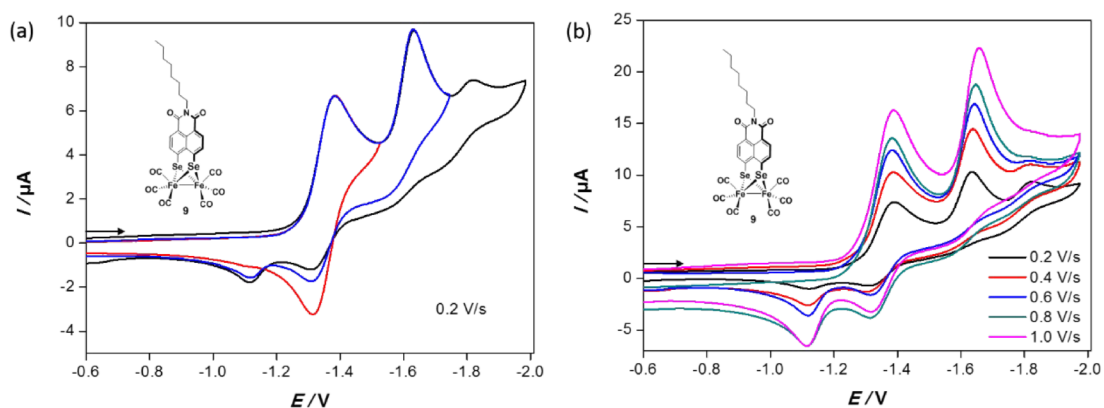 (a)
10
8
6
4
2
0
-2
-4
I / µA
O
N
O
Se
Se
OC
OC
OC
Fe
Fe
CO
CO
CO
9
0.2 V/s
-0.6
-0.8
-1.0
-1.2
-1.4
-1.6
-1.8
-2.0
E / V
(b)
25
20
15
10
5
0
-5
I / µA
O
N
O
Se
Se
OC
OC
OC
Fe
Fe
CO
CO
CO
9
0.2 V/s
0.4 V/s
0.6 V/s
0.8 V/s
1.0 V/s
-0.6
-0.8
-1.0
-1.2
-1.4
-1.6
-1.8
-2.0
E / V